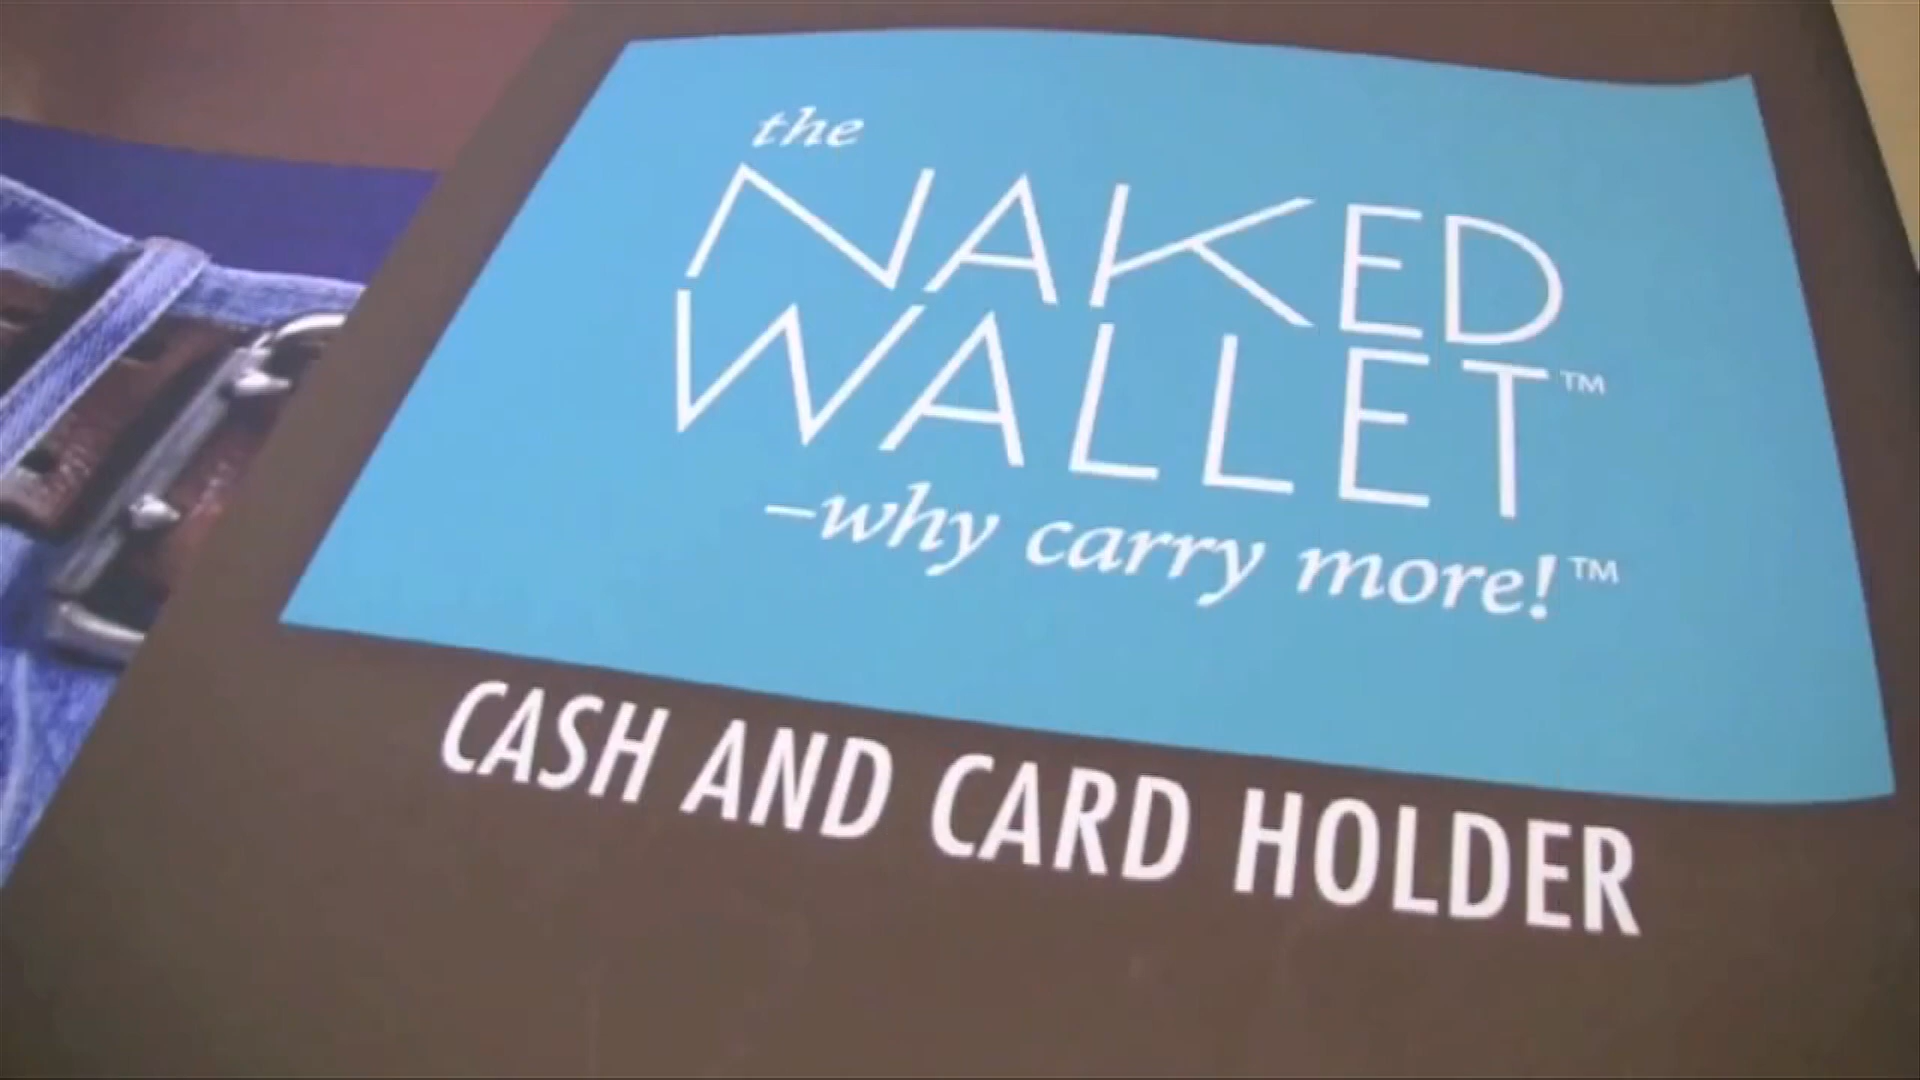 the
NAKED
WALLET™
–why carry more!™
CASH AND CARD HOLDER